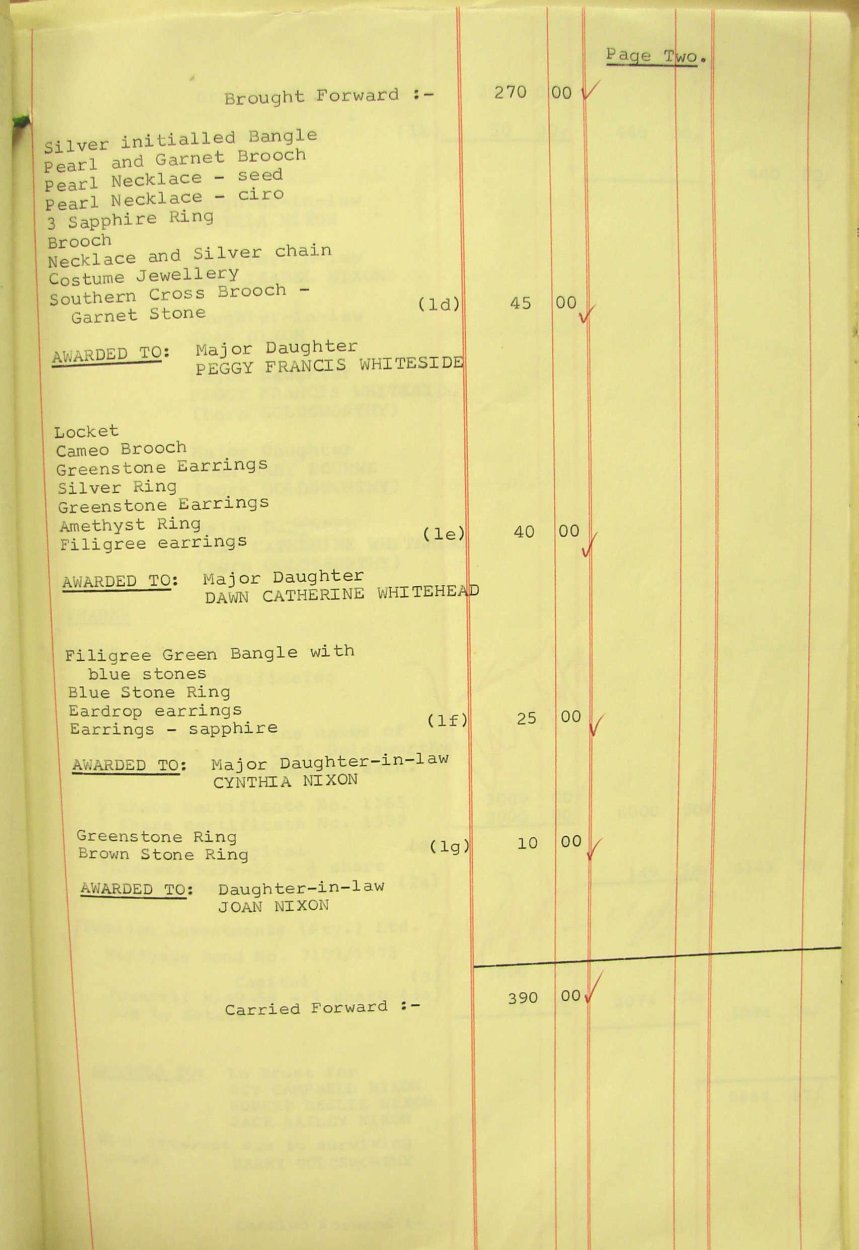 Page Two.
Brought Forward :- 270 00
Silver initialled Bangle
Pearl and Garnet Brooch
Pearl Necklace - seed
Pearl Necklace - ciro
3 Sapphire Ring
Brooch
Necklace and Silver chain
Costume Jewellery
Southern Cross Brooch -
Garnet Stone (1d) 45 00
AWARDED TO: Major Daughter
PEGGY FRANCIS WHITESIDE
Locket
Cameo Brooch
Greenstone Earrings
Silver Ring
Greenstone Earrings
Amethyst Ring
Filigree earrings (1e) 40 00
AWARDED TO: Major Daughter
DAWN CATHERINE WHITEHEAD
Filigree Green Bangle with
blue stones
Blue Stone Ring
Eardrop earrings
Earrings - sapphire (1f) 25 00
AWARDED TO: Major Daughter-in-law
CYNTHIA NIXON
Greenstone Ring
Brown Stone Ring (1g) 10 00
AWARDED TO: Daughter-in-law
JOAN NIXON
Carried Forward :- 390 00